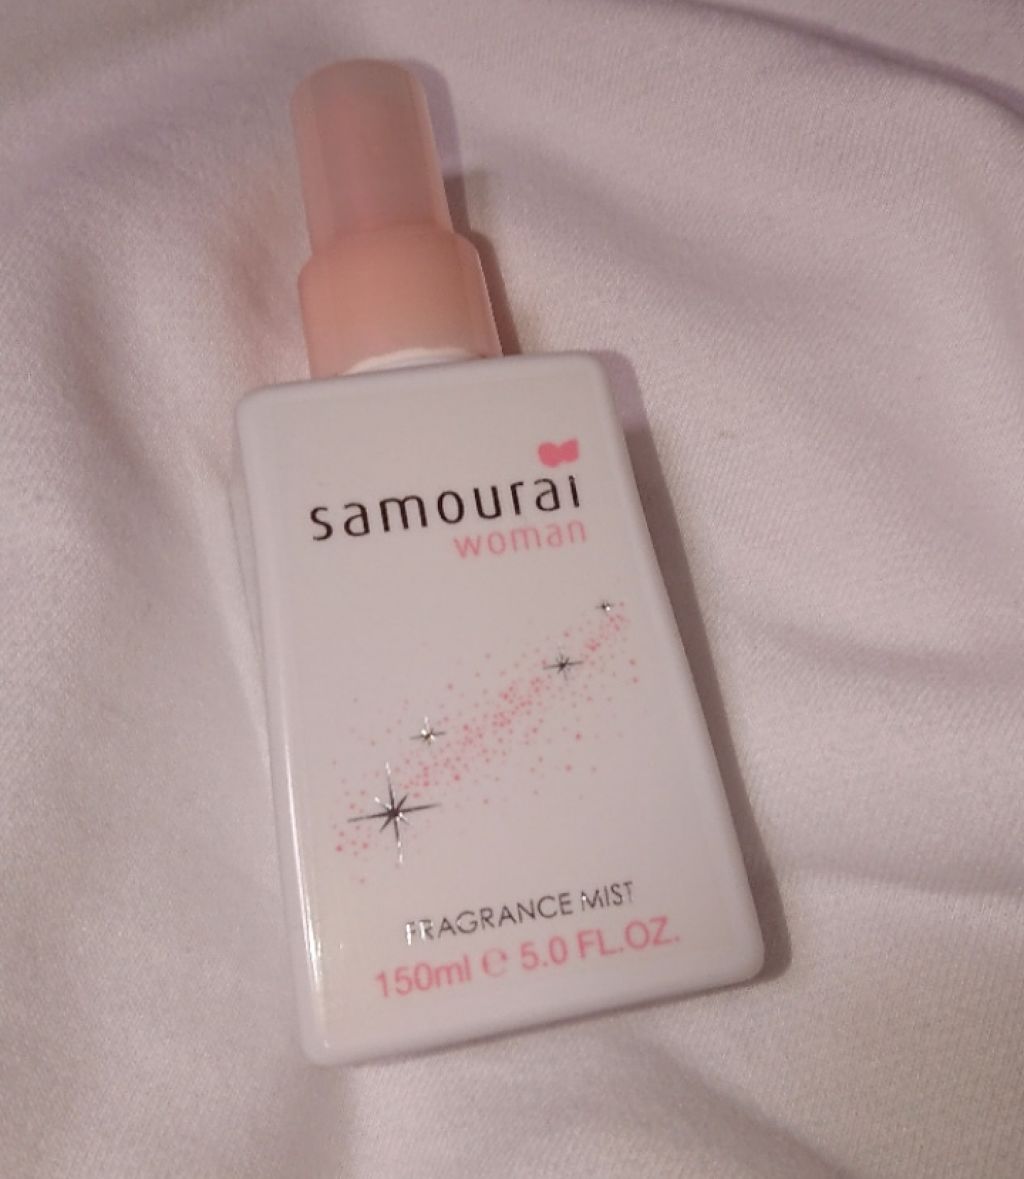 samourai
woman
FRAGRANCE MIST
150ml ℮ 5.0 FL.OZ.